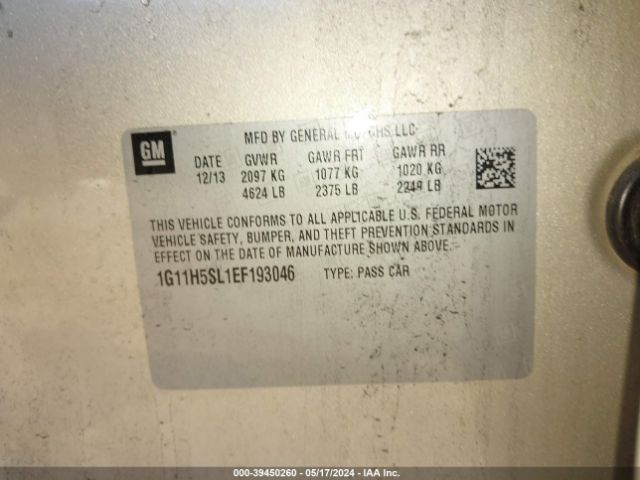 GM
MFD BY GENERAL MOTORS LLC
DATE GVWR GAWR FRT GAWR RR
12/13 2097 KG 1077 KG 1020 KG
4624 LB 2375 LB 2249 LB
THIS VEHICLE CONFORMS TO ALL APPLICABLE U.S. FEDERAL MOTOR
VEHICLE SAFETY, BUMPER, AND THEFT PREVENTION STANDARDS IN
EFFECT ON THE DATE OF MANUFACTURE SHOWN ABOVE.
1G11H5SL1EF193046 TYPE: PASS CAR
000-39450260 - 05/17/2024 - IAA Inc.